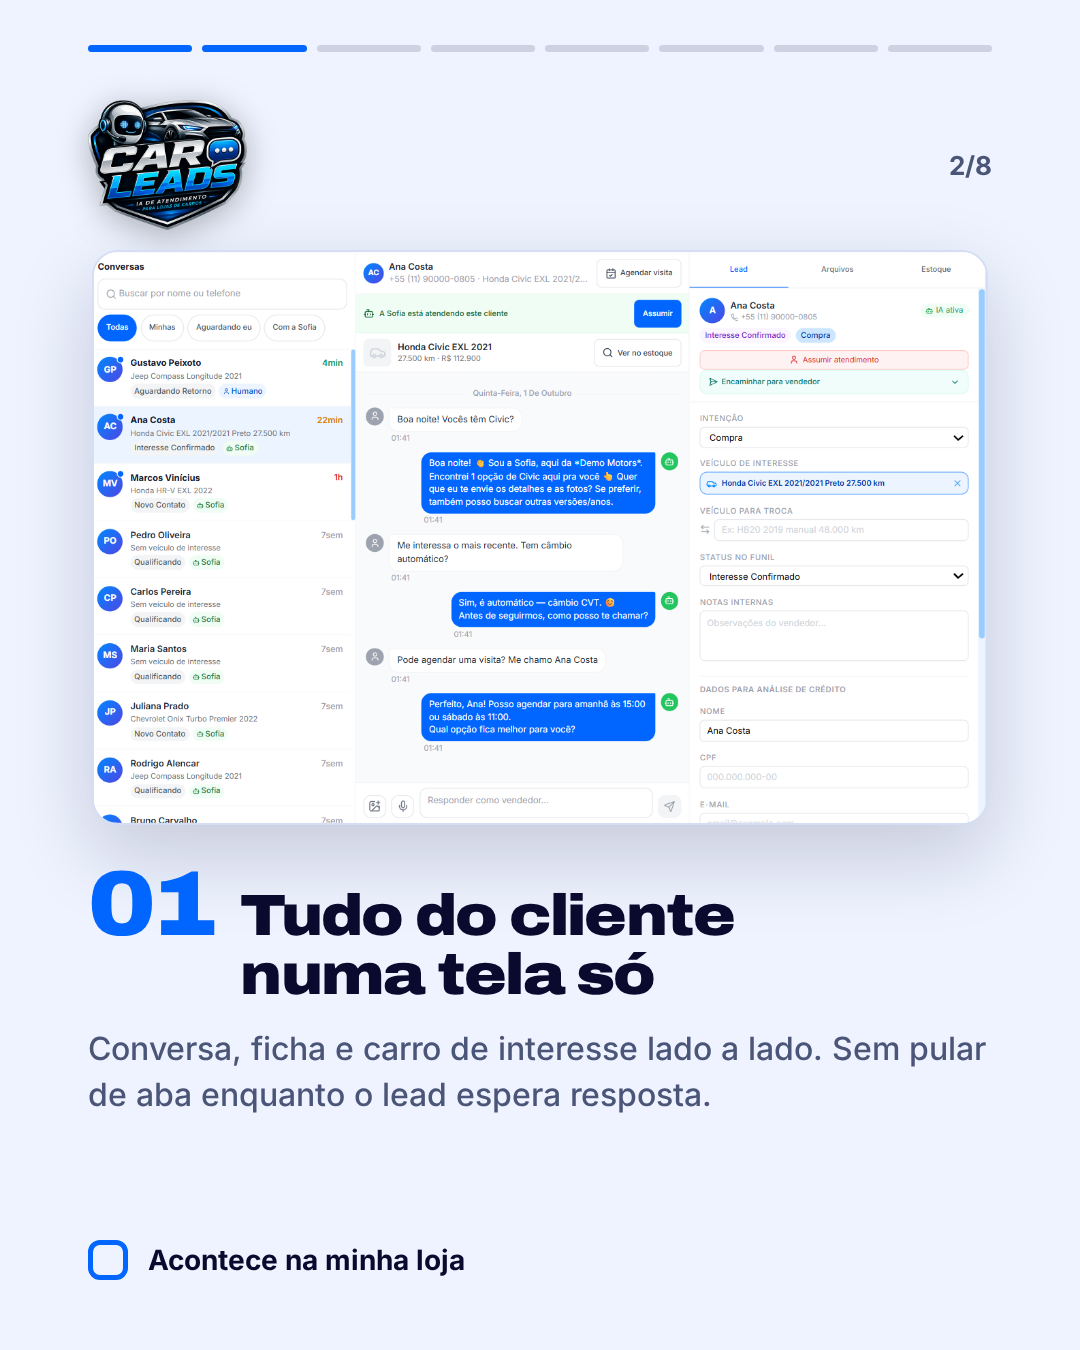 CAR
LEADS
IA DE ATENDIMENTO
PARA LOJAS DE CARROS
2/8
Conversas
Buscar por nome ou telefone
Todas
Minhas
Aguardando eu
Com a Sofia
GP
Gustavo Peixoto
4min
Jeep Compass Longitude 2021
Aguardando Retorno
Humano
AC
Ana Costa
22min
Honda Civic EXL 2021/2021 Preto 27.500 km
Interesse Confirmado
Sofia
MV
Marcos Vinícius
1h
Honda HR-V EXL 2022
Novo Contato
Sofia
PO
Pedro Oliveira
7sem
Sem veículo de interesse
Qualificando
Sofia
CP
Carlos Pereira
7sem
Sem veículo de interesse
Qualificando
Sofia
MS
Maria Santos
7sem
Sem veículo de interesse
Qualificando
Sofia
JP
Juliana Prado
7sem
Chevrolet Onix Turbo Premier 2022
Novo Contato
Sofia
RA
Rodrigo Alencar
7sem
Jeep Compass Longitude 2021
Qualificando
Sofia
Bruno Carvalho
7sem
AC
Ana Costa
+55 (11) 90000-0805 · Honda Civic EXL 2021/2...
Agendar visita
A Sofia está atendendo este cliente
Assumir
Honda Civic EXL 2021
27.500 km · R$ 112.900
Ver no estoque
Quinta-Feira, 1 De Outubro
Boa noite! Vocês têm Civic?
01:41
Boa noite! 👋 Sou a Sofia, aqui da *Demo Motors*.
Encontrei 1 opção de Civic aqui pra você 👆 Quer
que eu te envie os detalhes e as fotos? Se preferir,
também posso buscar outras versões/anos.
01:41
Me interessa o mais recente. Tem câmbio
automático?
01:41
Sim, é automático — câmbio CVT. 😊
Antes de seguirmos, como posso te chamar?
01:41
Pode agendar uma visita? Me chamo Ana Costa
01:41
Perfeito, Ana! Posso agendar para amanhã às 15:00
ou sábado às 11:00.
Qual opção fica melhor para você?
01:41
Responder como vendedor...
Lead
Arquivos
Estoque
A
Ana Costa
+55 (11) 90000-0805
IA ativa
Interesse Confirmado
Compra
Assumir atendimento
Encaminhar para vendedor
INTENÇÃO
Compra
VEÍCULO DE INTERESSE
Honda Civic EXL 2021/2021 Preto 27.500 km
VEÍCULO PARA TROCA
Ex: HB20 2019 manual 48.000 km
STATUS NO FUNIL
Interesse Confirmado
NOTAS INTERNAS
Observações do vendedor...
DADOS PARA ANÁLISE DE CRÉDITO
NOME
Ana Costa
CPF
000.000.000-00
E-MAIL
01 Tudo do cliente
numa tela só
Conversa, ficha e carro de interesse lado a lado. Sem pular
de aba enquanto o lead espera resposta.
Acontece na minha loja